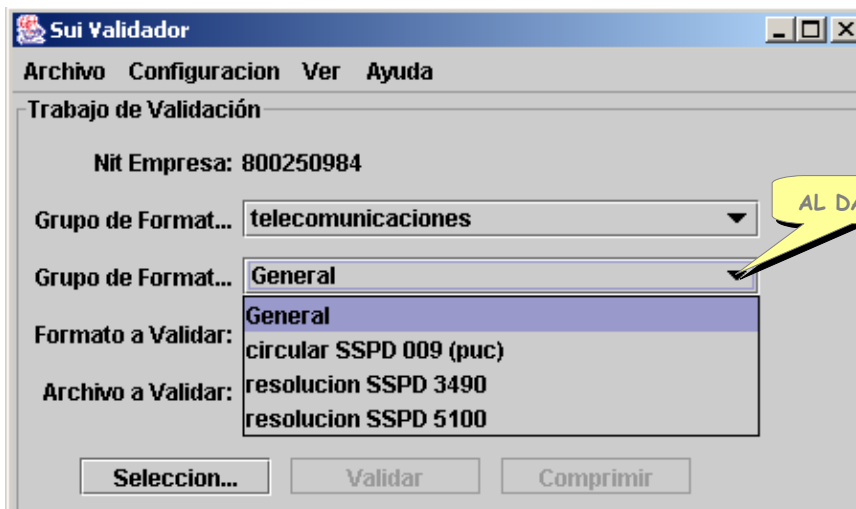 Sui Validador
Archivo Configuracion Ver Ayuda
Trabajo de Validación
Nit Empresa: 800250984
Grupo de Format... telecomunicaciones
AL DA
Grupo de Format... General
General
Formato a Validar:
circular SSPD 009 (puc)
resolucion SSPD 3490
Archivo a Validar:
resolucion SSPD 5100
Seleccion... Validar Comprimir